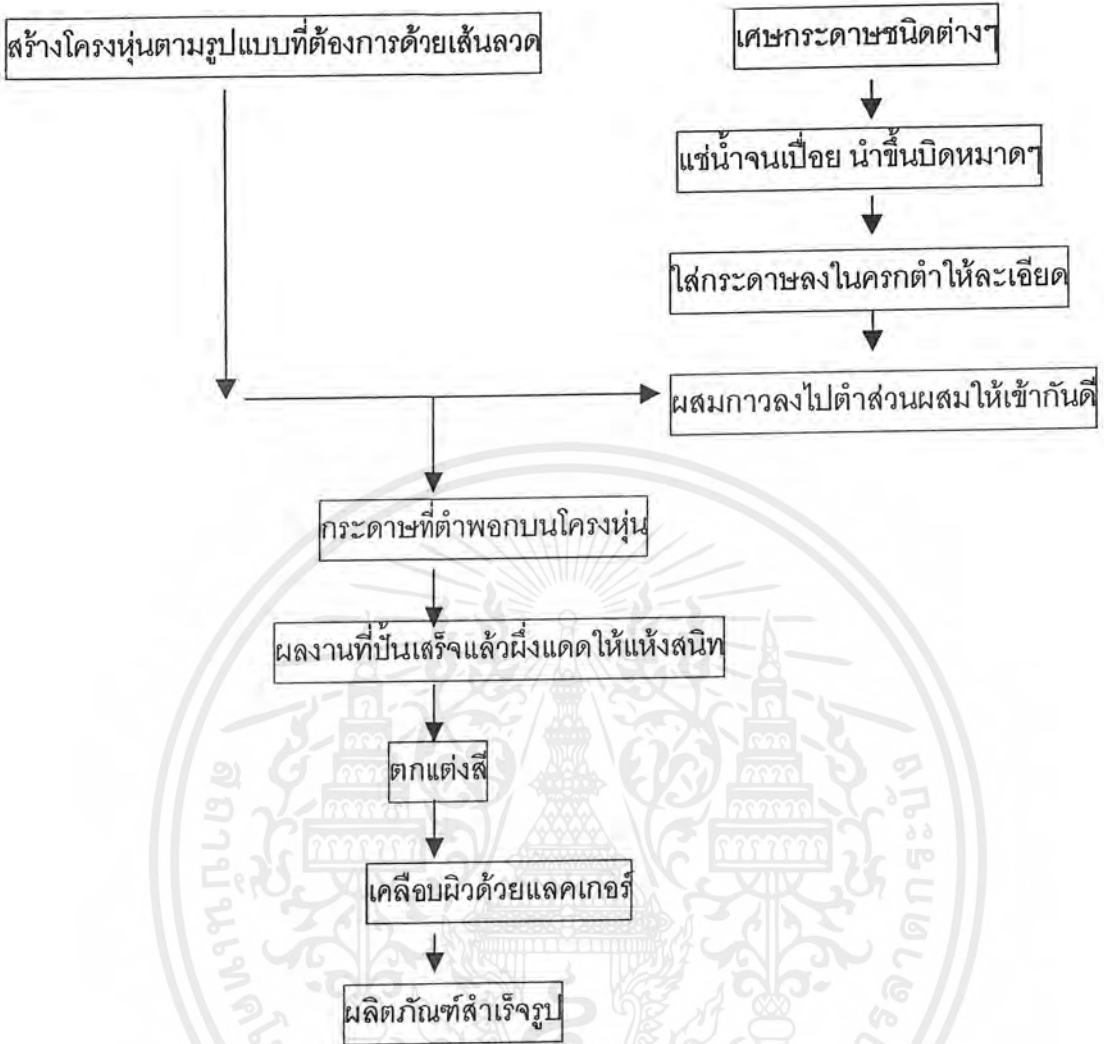 สร้างโครงหุ่นตามรูปแบบที่ต้องการด้วยเส้นลวด
เศษกระดาษชนิดต่างๆ
แช่น้ำจนเปื่อย นำขึ้นบิดหมาดๆ
ใส่กระดาษลงในครกตำให้ละเอียด
ผสมกาวลงไปตำส่วนผสมให้เข้ากันดี
กระดาษที่ตำพอกบนโครงหุ่น
ผลงานที่ปั้นเสร็จแล้วผึ่งแดดให้แห้งสนิท
ตกแต่งสี
เคลือบผิวด้วยแลคเกอร์
ผลิตภัณฑ์สำเร็จรูป